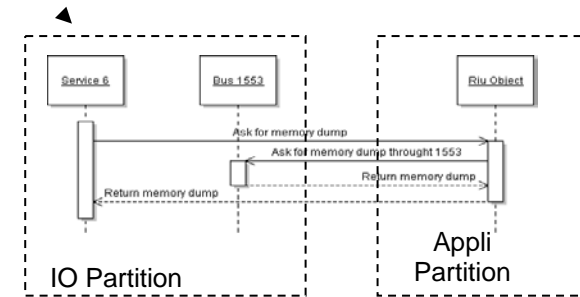 Service 6
Bus 1553
Riu Object
Ask for memory dump
Ask for memory dump throught 1553
Return memory dump
Return memory dump
IO Partition
Appli
Partition